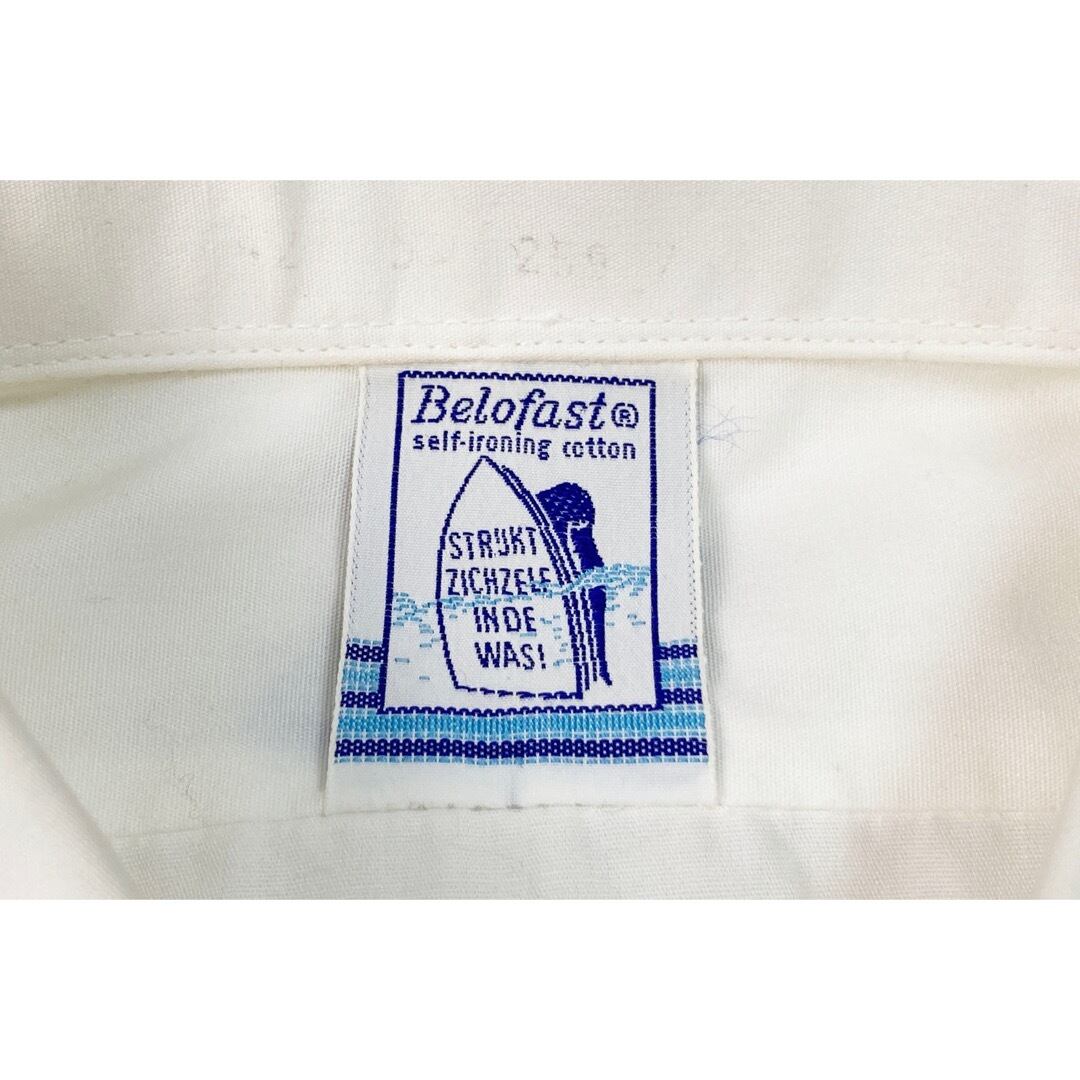 Belofast®
self-ironing cotton
STRIJKT
ZICHZELF
IN DE
WAS!